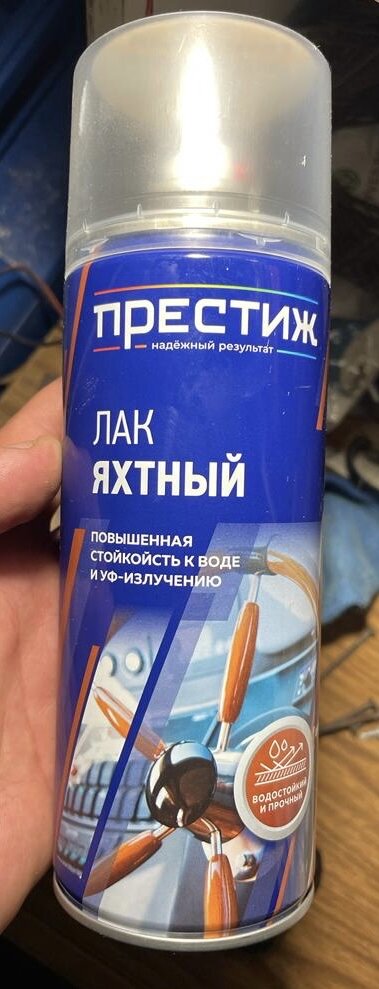 ПРЕСТИЖ
надёжный результат
ЛАК
ЯХТНЫЙ
ПОВЫШЕННАЯ
СТОЙКОЙСТЬ К ВОДЕ
И УФ-ИЗЛУЧЕНИЮ
ВОДОСТОЙКИЙ
И ПРОЧНЫЙ